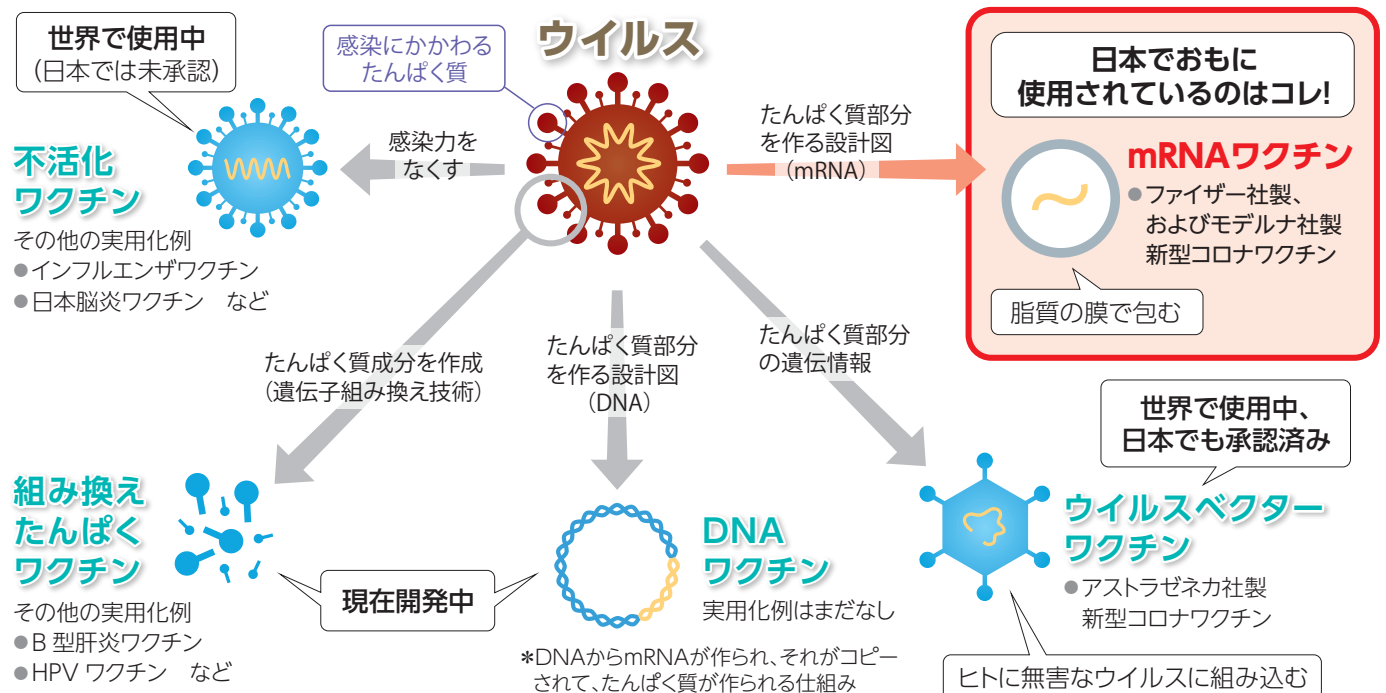 世界で使用中
(日本では未承認)
感染にかかわる
たんぱく質
ウイルス
日本でおもに
使用されているのはコレ!
不活化
ワクチン
その他の実用化例
●インフルエンザワクチン
●日本脳炎ワクチン　など
感染力を
なくす
たんぱく質部分
を作る設計図
(mRNA)
mRNAワクチン
●ファイザー社製、
およびモデルナ社製
新型コロナワクチン
脂質の膜で包む
たんぱく質成分を作成
(遺伝子組み換え技術)
たんぱく質部分
を作る設計図
(DNA)
たんぱく質部分
の遺伝情報
世界で使用中、
日本でも承認済み
組み換え
たんぱく
ワクチン
その他の実用化例
●B 型肝炎ワクチン
●HPV ワクチン　など
現在開発中
DNA
ワクチン
実用化例はまだなし
*DNAからmRNAが作られ、それがコピー
されて、たんぱく質が作られる仕組み
ウイルスベクター
ワクチン
●アストラゼネカ社製
新型コロナワクチン
ヒトに無害なウイルスに組み込む